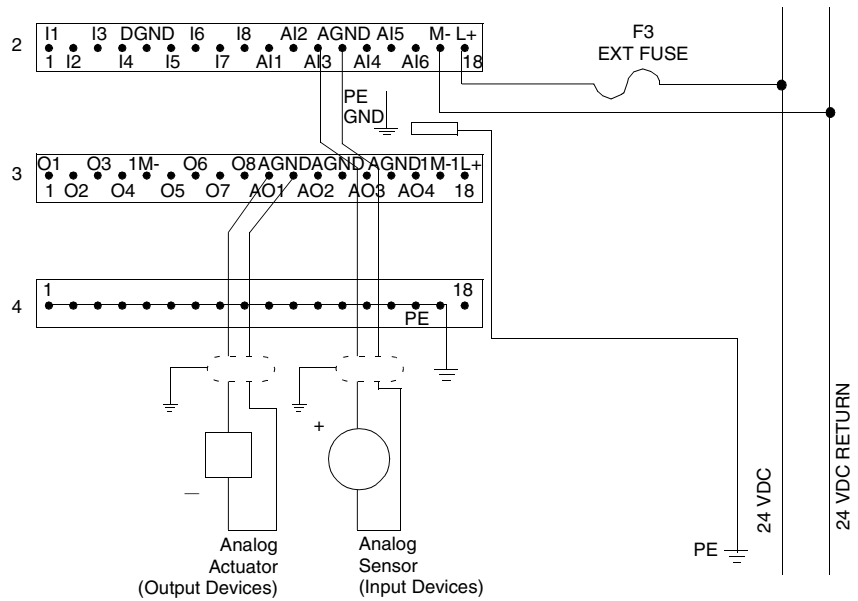 F3
EXT FUSE
2
I1 I3 DGND I6 I8 AI2 AGND AI5 M- L+
1 I2 I4 I5 I7 AI1 AI3 AI4 AI6 18
PE
GND
3
O1 O3 1M- O6 O8 AGND AGND AGND 1M- 1L+
1 O2 O4 O5 O7 AO1 AO2 AO3 AO4 18
4
1 18
PE
+
–
24 VDC
24 VDC RETURN
PE
Analog
Actuator
(Output Devices)
Analog
Sensor
(Input Devices)